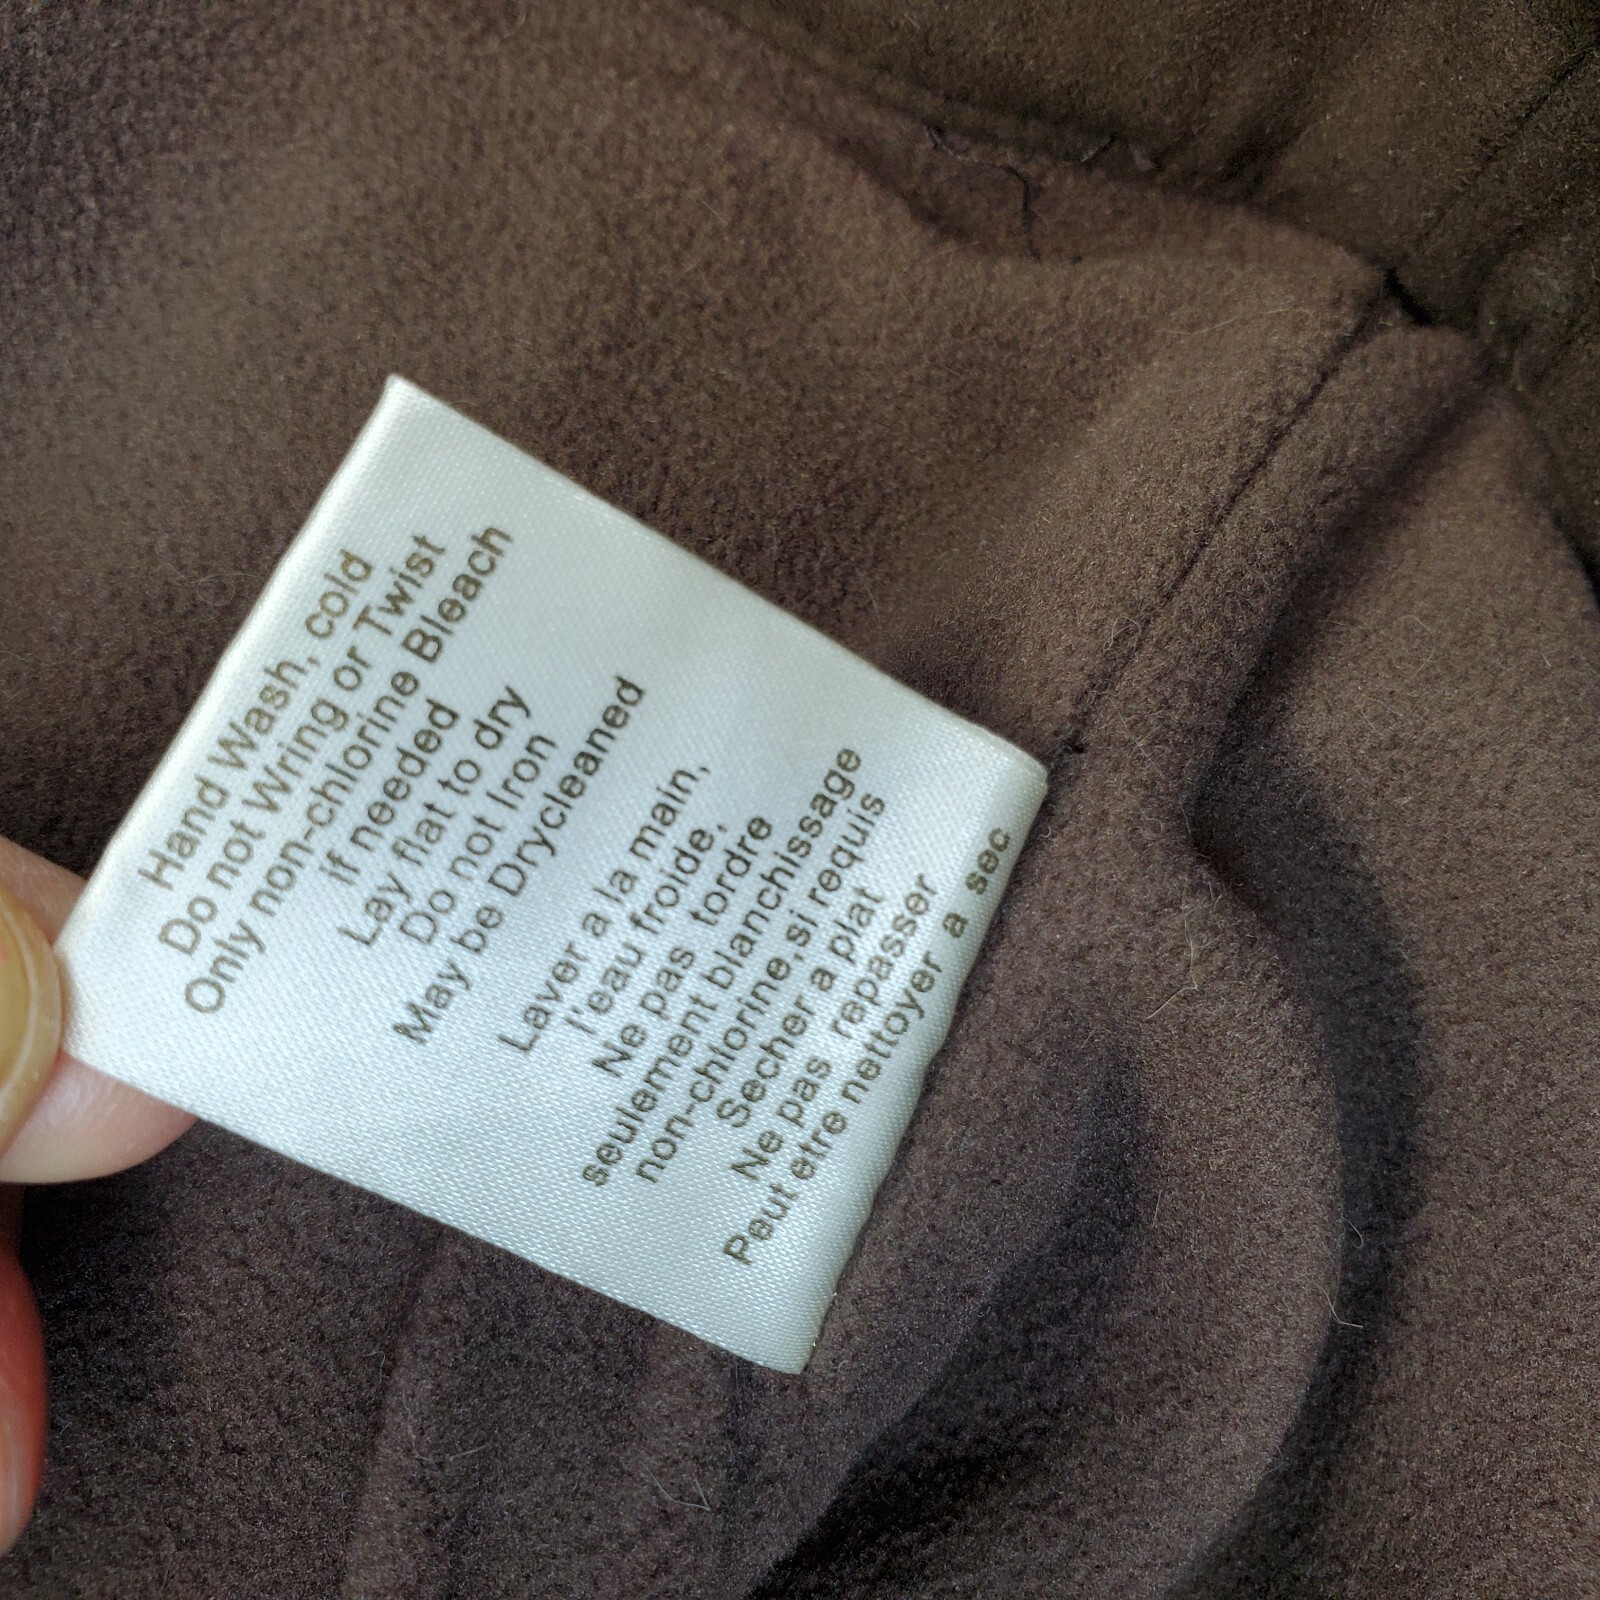 Hand Wash, cold
Do not Wring or Twist
Only non-chlorine Bleach
If needed
Lay flat to dry
Do not Iron
May be Drycleaned
Laver a la main,
l'eau froide,
Ne pas tordre
seulement blanchissage
non-chlorine,si requis
Secher a plat
Ne pas repasser
Peut etre nettoyer a sec